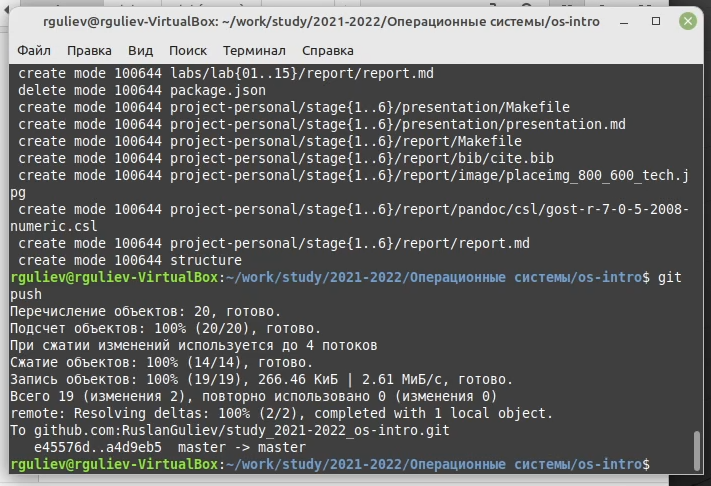 rguliev@rguliev-VirtualBox: ~/work/study/2021-2022/Операционные системы/os-intro
Файл Правка Вид Поиск Терминал Справка
create mode 100644 labs/lab{01..15}/report/report.md
delete mode 100644 package.json
create mode 100644 project-personal/stage{1..6}/presentation/Makefile
create mode 100644 project-personal/stage{1..6}/presentation/presentation.md
create mode 100644 project-personal/stage{1..6}/report/Makefile
create mode 100644 project-personal/stage{1..6}/report/bib/cite.bib
create mode 100644 project-personal/stage{1..6}/report/image/placeimg_800_600_tech.j
pg
create mode 100644 project-personal/stage{1..6}/report/pandoc/csl/gost-r-7-0-5-2008-
numeric.csl
create mode 100644 project-personal/stage{1..6}/report/report.md
create mode 100644 structure
rguliev@rguliev-VirtualBox:~/work/study/2021-2022/Операционные системы/os-intro$ git
push
Перечисление объектов: 20, готово.
Подсчет объектов: 100% (20/20), готово.
При сжатии изменений используется до 4 потоков
Сжатие объектов: 100% (14/14), готово.
Запись объектов: 100% (19/19), 266.46 КиБ | 2.61 МиБ/с, готово.
Всего 19 (изменения 2), повторно использовано 0 (изменения 0)
remote: Resolving deltas: 100% (2/2), completed with 1 local object.
To github.com:RuslanGuliev/study_2021-2022_os-intro.git
e45576d..a4d9eb5 master -> master
rguliev@rguliev-VirtualBox:~/work/study/2021-2022/Операционные системы/os-intro$